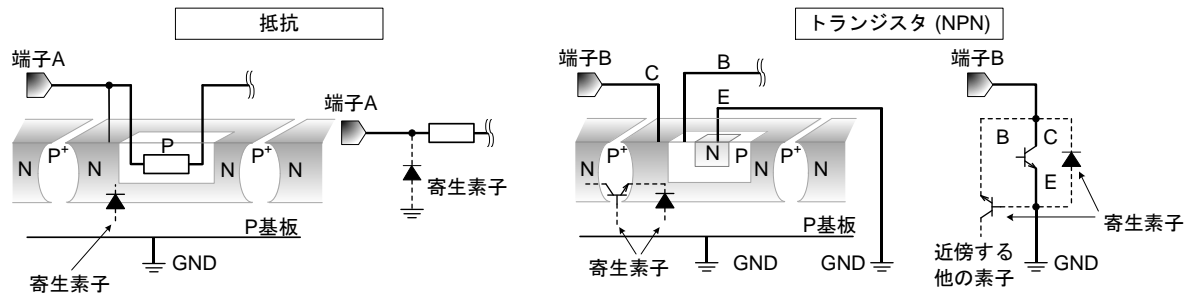 抵抗
端子A
端子A
P
N
P+
N
N
P+
N
寄生素子
P基板
寄生素子
GND
トランジスタ (NPN)
端子B
C
B
E
N
P+
N
N
P
N
P+
N
P基板
寄生素子
GND
GND
端子B
B
C
E
寄生素子
近傍する
他の素子
GND